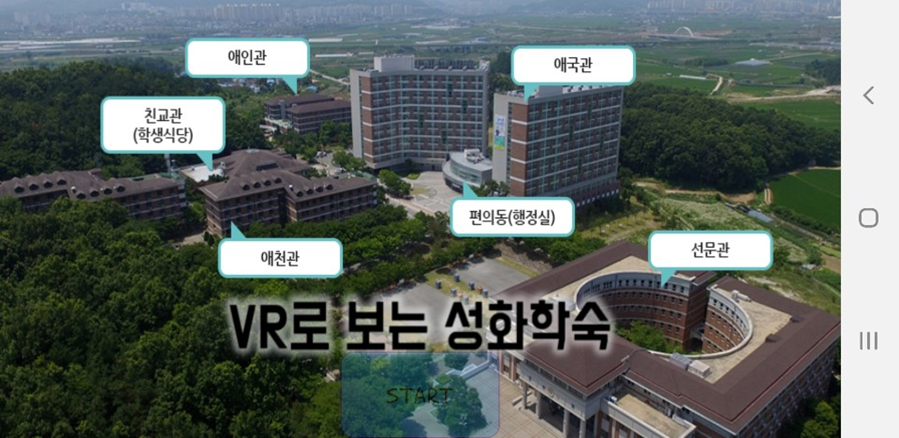 애인관
애국관
친교관
(학생식당)
편의동(행정실)
선문관
애천관
VR로 보는 성화학숙
START